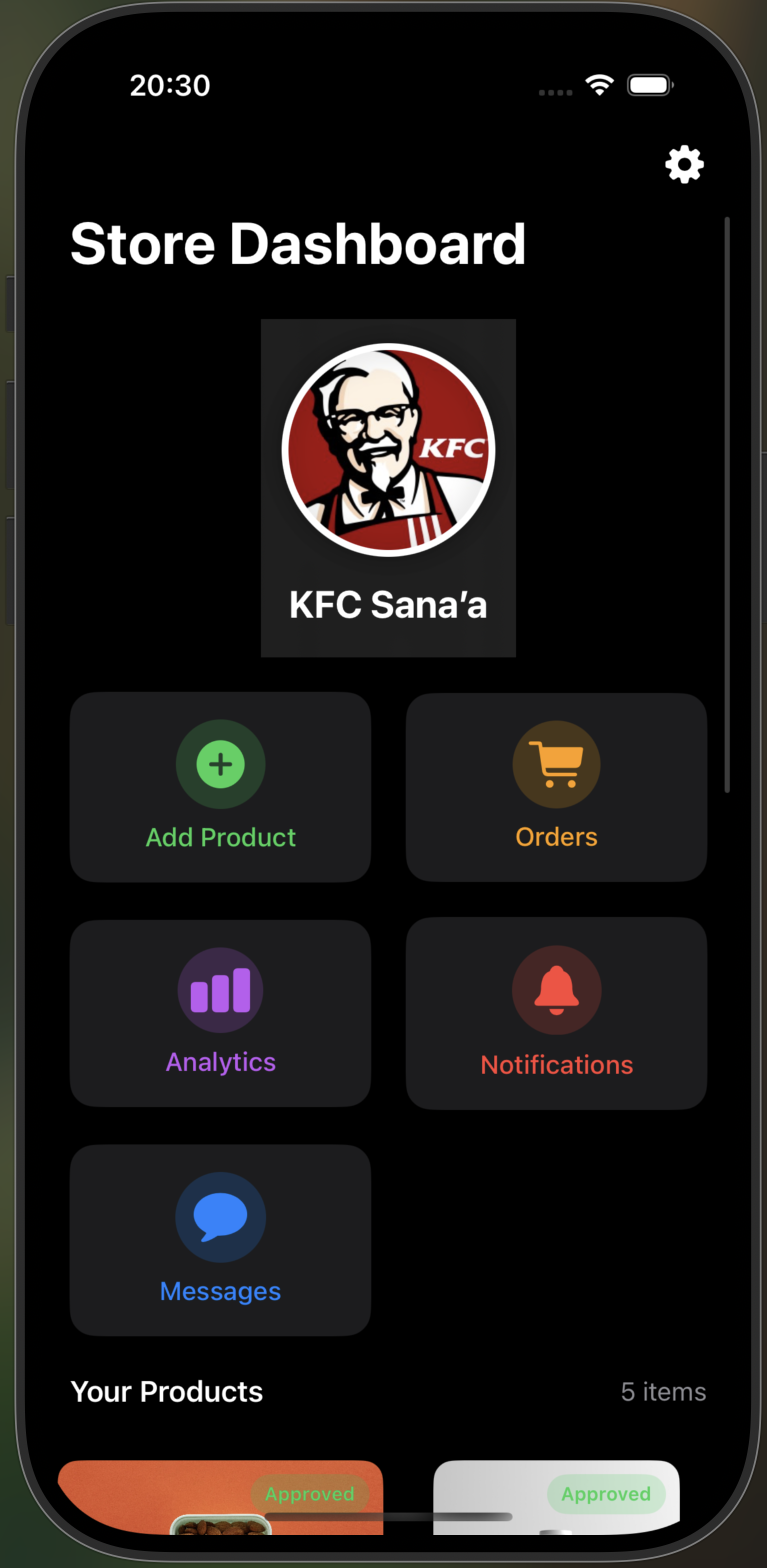 20:30
Store Dashboard
KFC
KFC Sana’a
Add Product
Orders
Analytics
Notifications
Messages
Your Products
5 items
Approved
Approved